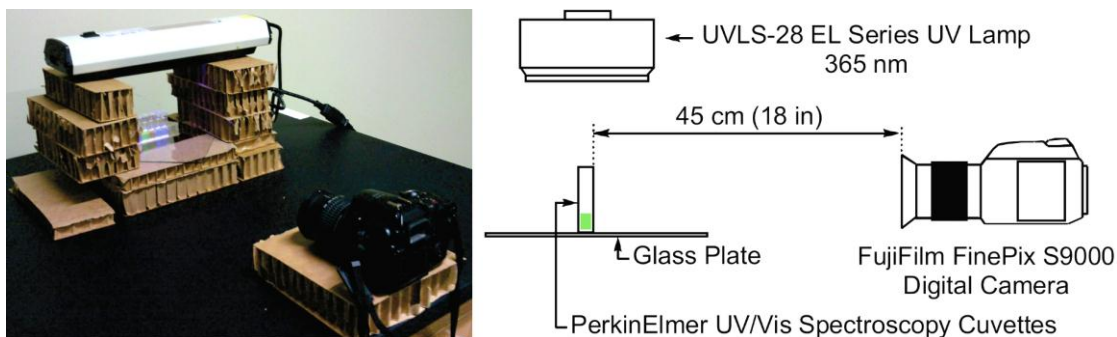 UVLS-28 EL Series UV Lamp
365 nm
45 cm (18 in)
Glass Plate
FujiFilm FinePix S9000
Digital Camera
PerkinElmer UV/Vis Spectroscopy Cuvettes